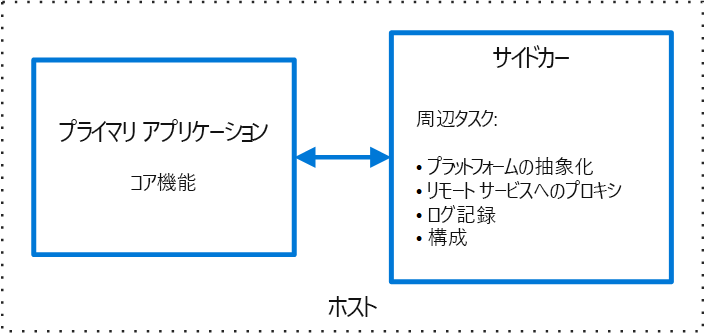 プライマリ アプリケーション
コア機能
サイドカー
周辺タスク:
• プラットフォームの抽象化
• リモート サービスへのプロキシ
• ログ記録
• 構成
ホスト